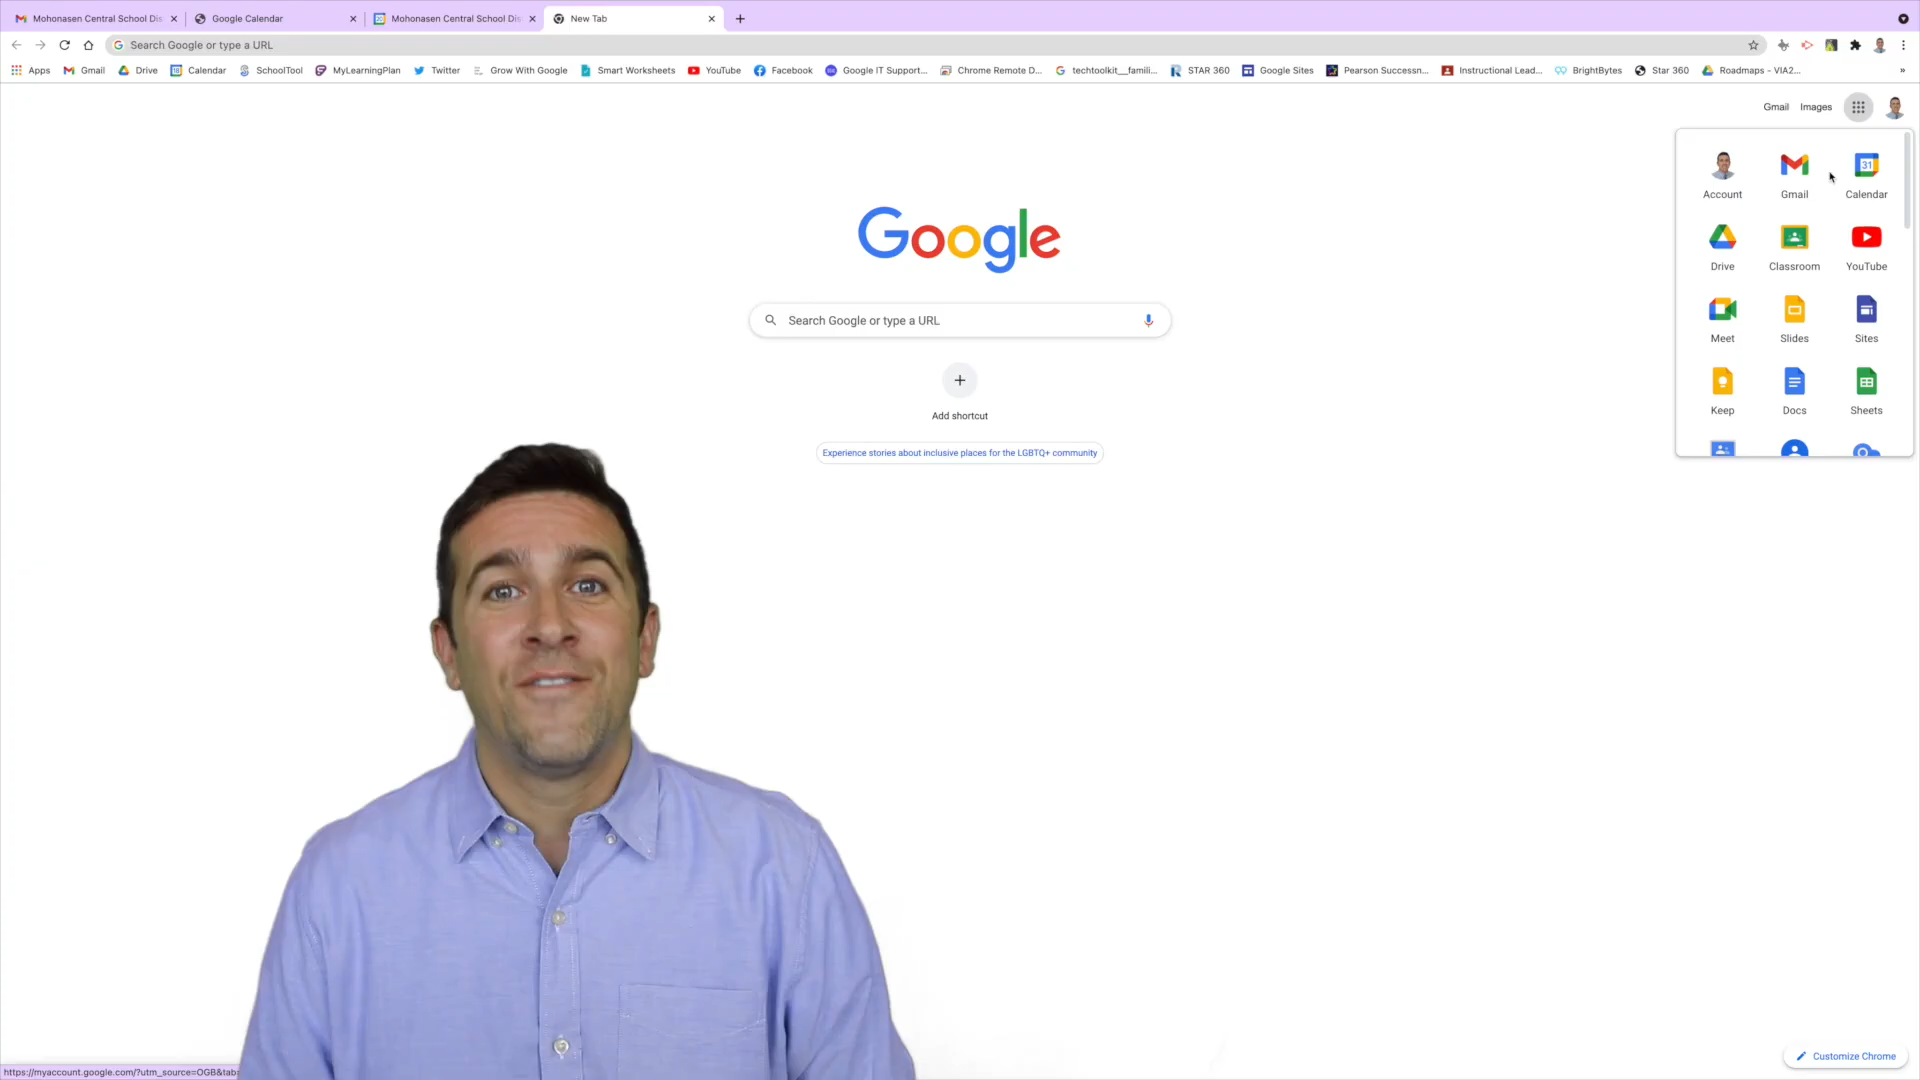 Mohonasen Central School Dis
Google Calendar
Mohonasen Central School Dis
New Tab
Search Google or type a URL
Apps
Gmail
Drive
Calendar
SchoolTool
MyLearningPlan
Twitter
Grow With Google
Smart Worksheets
YouTube
Facebook
Google IT Support...
Chrome Remote D...
techtoolkit__famili...
STAR 360
Google Sites
Pearson Successn...
Instructional Lead...
BrightBytes
Star 360
Roadmaps - VIA2...
»
Gmail Images
Account
Gmail
31
Calendar
Drive
Classroom
YouTube
Meet
Slides
Sites
Keep
Docs
Sheets
Google
Search Google or type a URL
Add shortcut
Experience stories about inclusive places for the LGBTQ+ community
https://myaccount.google.com/?utm_source=OGB&tab
Customize Chrome